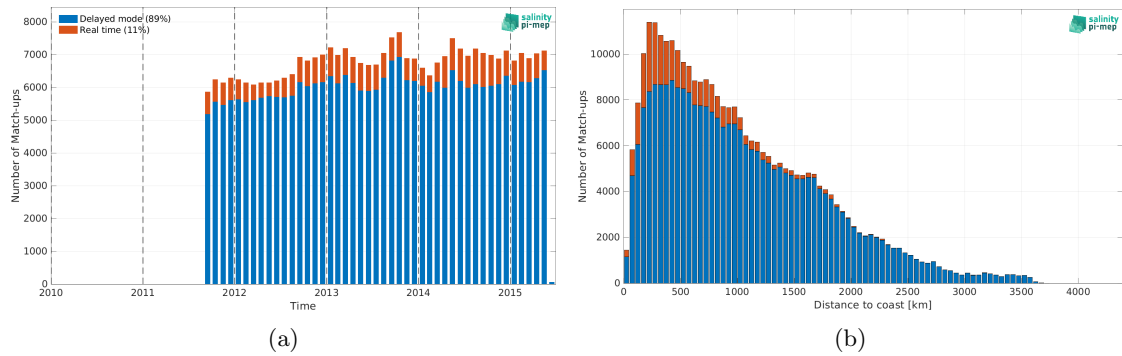 Delayed mode (89%)
Real time (11%)
salinity
pi-mep
8000
7000
6000
5000
4000
3000
2000
1000
0
Number of Match-ups
2010
2011
2012
2013
2014
2015
Time
(a)
salinity
pi-mep
10000
8000
6000
4000
2000
0
Number of Match-ups
0
500
1000
1500
2000
2500
3000
3500
4000
Distance to coast [km]
(b)